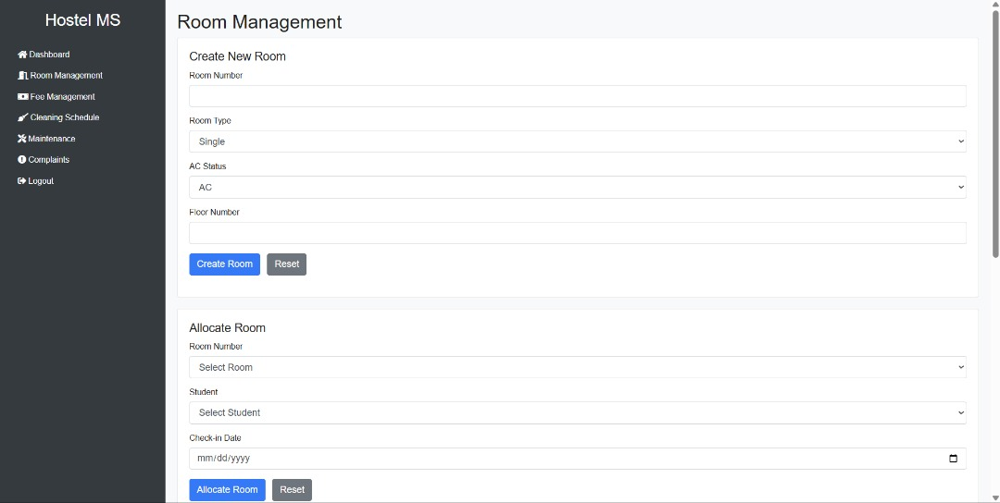 Hostel MS
Dashboard
Room Management
Fee Management
Cleaning Schedule
Maintenance
Complaints
Logout
Room Management
Create New Room
Room Number
Room Type
Single
AC Status
AC
Floor Number
Create Room Reset
Allocate Room
Room Number
Select Room
Student
Select Student
Check-in Date
mm/dd/yyyy
Allocate Room Reset